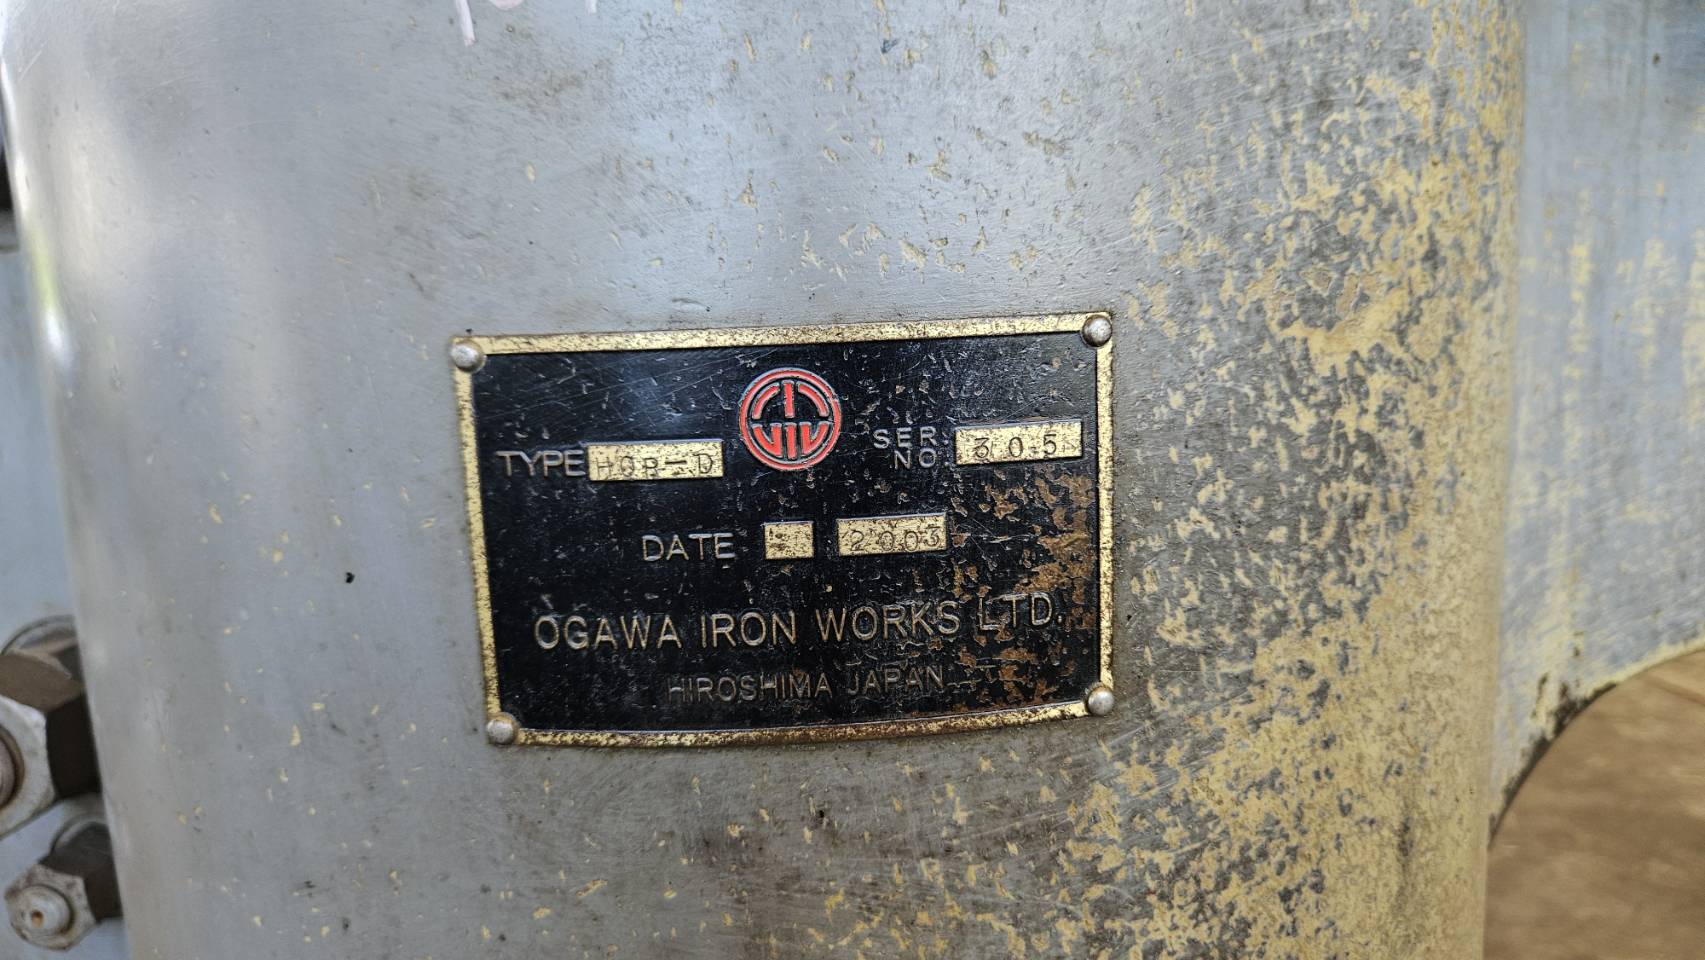 TYPE HOR-D
SER. NO. 305
DATE 2003
OGAWA IRON WORKS LTD.
HIROSHIMA JAPAN